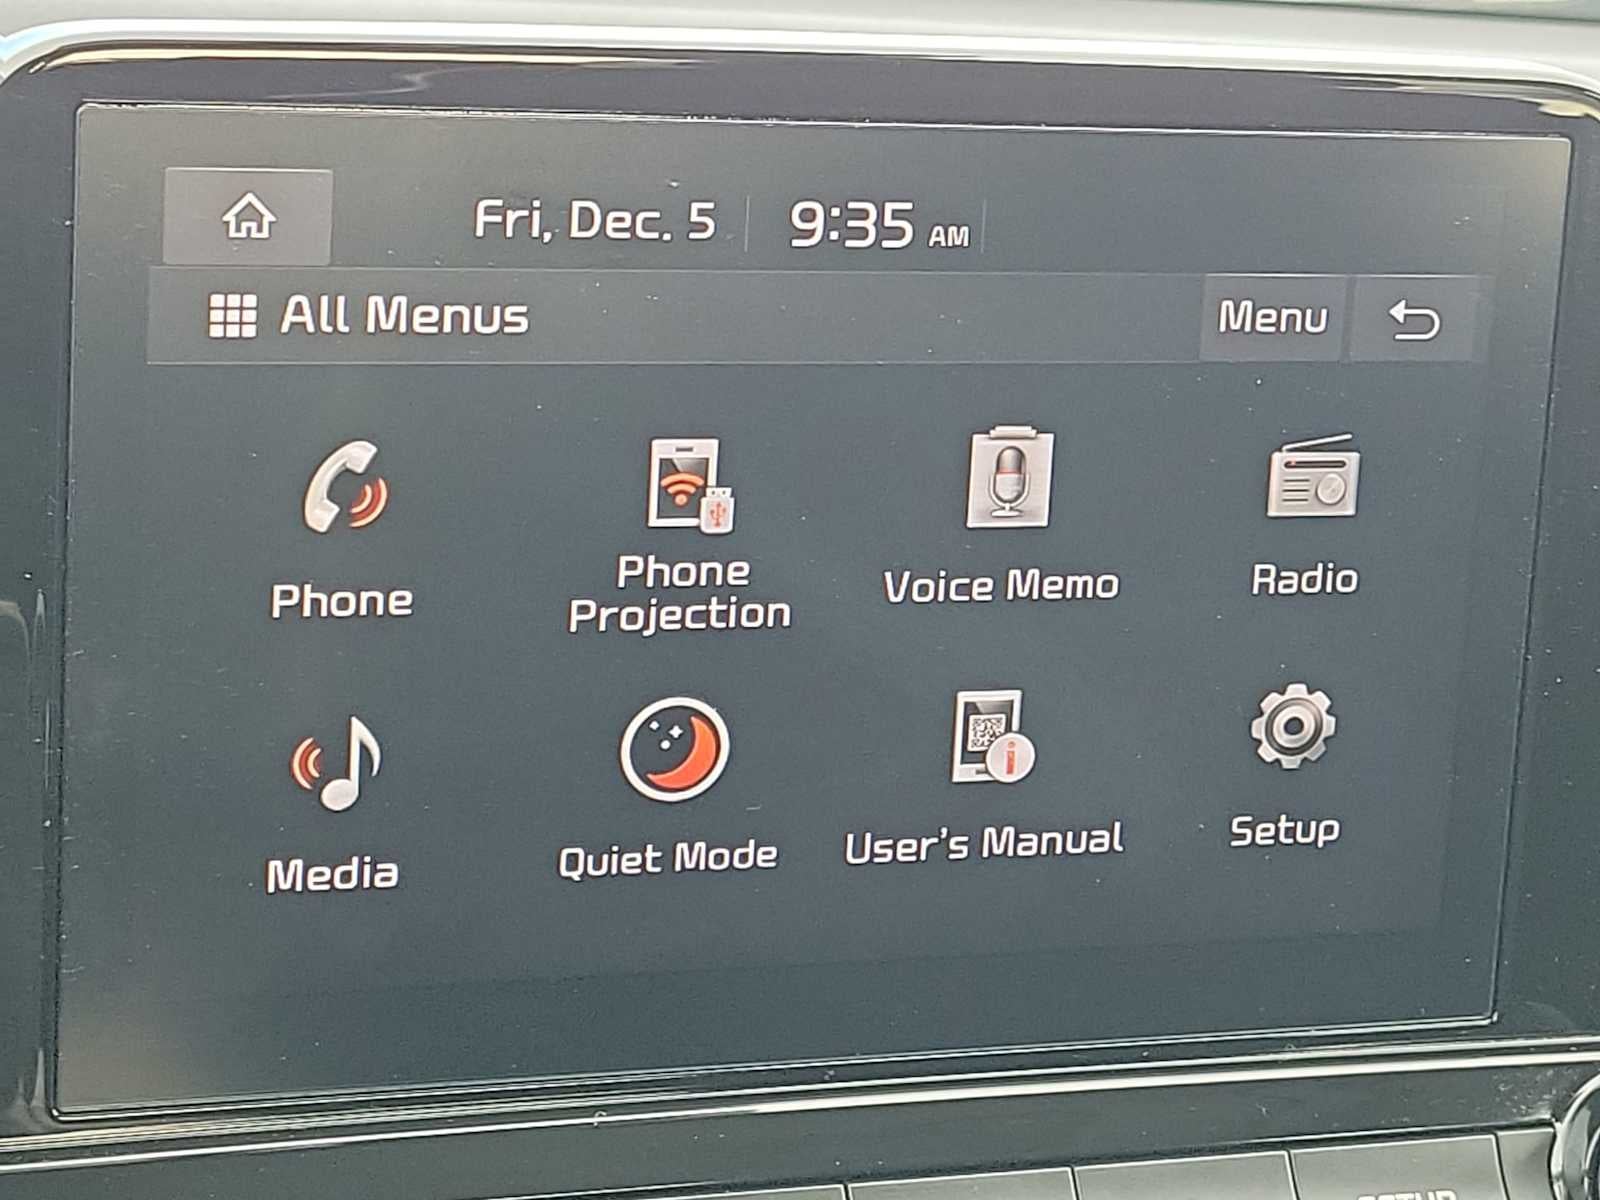 Fri, Dec. 5 9:35 AM
All Menus Menu
Phone
Phone
Projection
Voice Memo
Radio
Media
Quiet Mode
User's Manual
Setup
SETUP